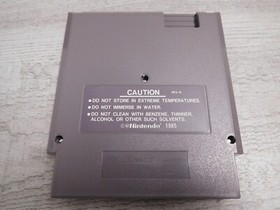 CAUTION
●DO NOT STORE IN EXTREME TEMPERATURES.
●DO NOT IMMERSE IN WATER.
●DO NOT CLEAN WITH BENZENE, THINNER,
ALCOHOL OR OTHER SUCH SOLVENTS.
©Nintendo® 1985